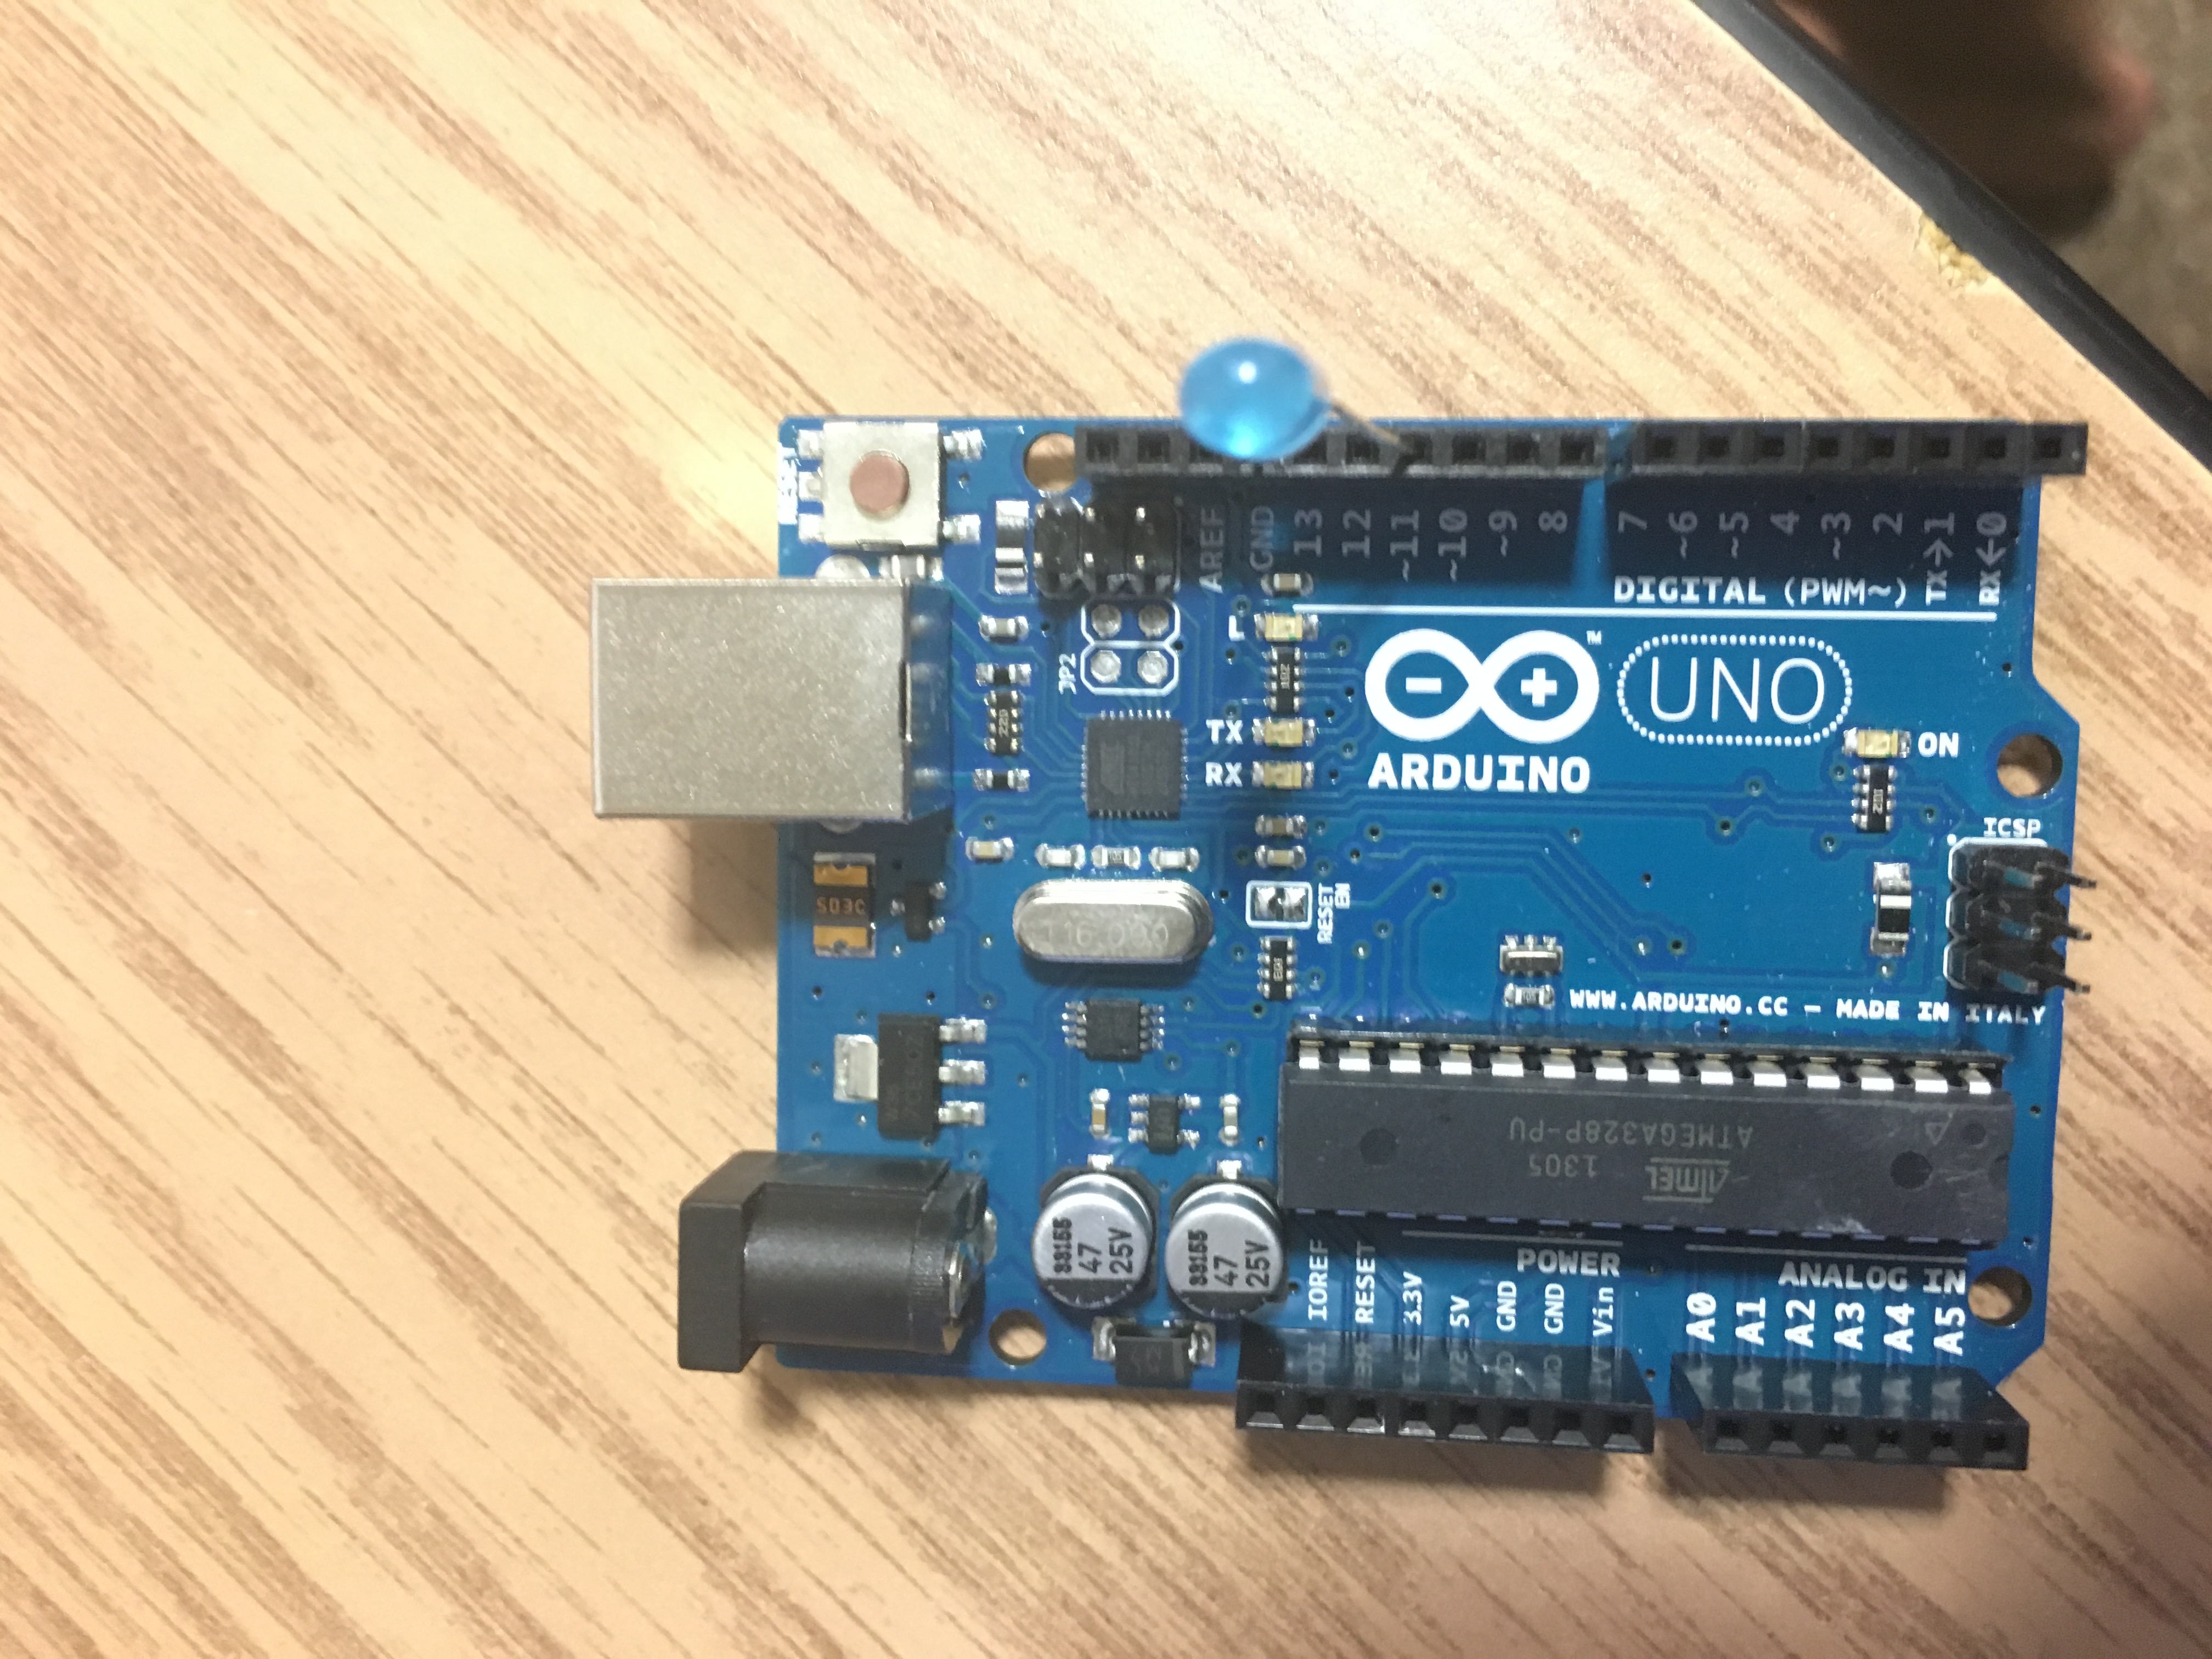 RESET
33155
47
25V
33155
47
25V
JP2
RX
TX
L
RESET
EN
AREF
GND
13
12
~11
~10
~9
8
7
~6
~5
4
~3
2
TX→1
RX←0
DIGITAL (PWM~)
ARDUINO
UNO
IOREF
RESET
3.3V
5V
GND
GND
Vin
POWER
A0
A1
A2
A3
A4
A5
ANALOG IN
ATMEL 1305
ATMEGA328P-PU
WWW.ARDUINO.CC - MADE IN ITALY
ON
ICSP